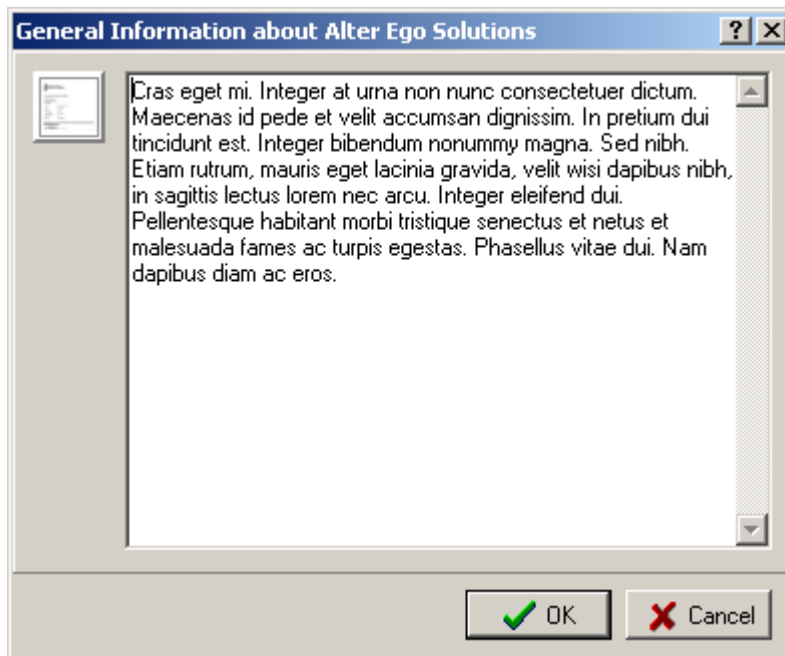 General Information about Alter Ego Solutions
Cras eget mi. Integer at urna non nunc consectetuer dictum.
Maecenas id pede et velit accumsan dignissim. In pretium dui
tincidunt est. Integer bibendum nonummy magna. Sed nibh.
Etiam rutrum, mauris eget lacinia gravida, velit wisi dapibus nibh,
in sagittis lectus lorem nec arcu. Integer eleifend dui.
Pellentesque habitant morbi tristique senectus et netus et
malesuada fames ac turpis egestas. Phasellus vitae dui. Nam
dapibus diam ac eros.
OK
Cancel